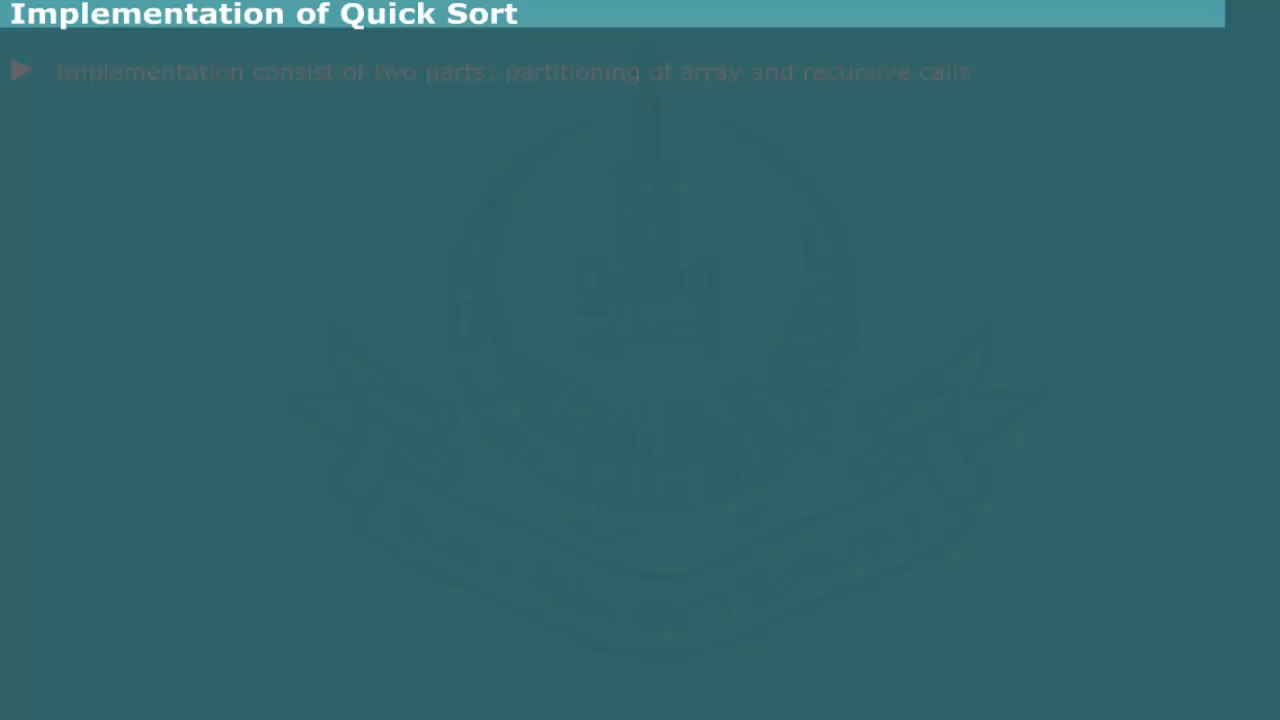 Implementation of Quick Sort
Implementation consist of two parts: partitioning of array and recursive calls